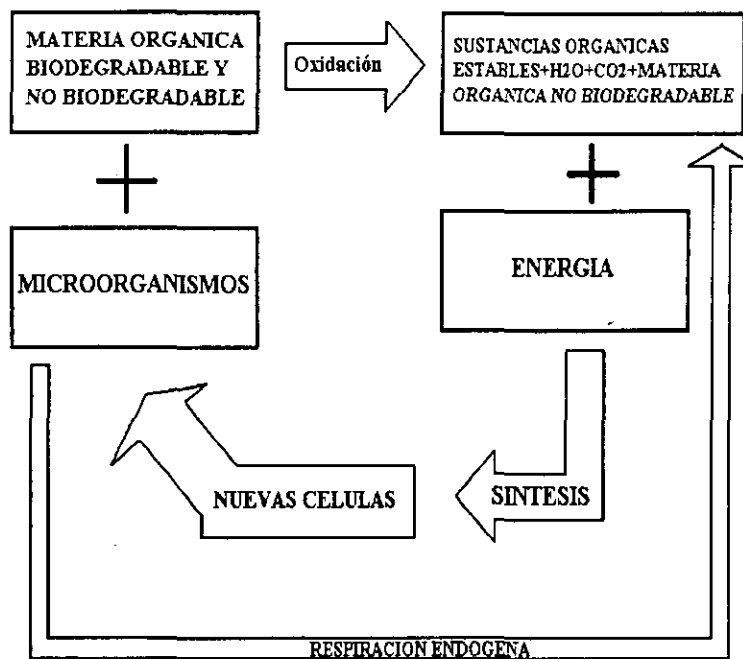 MATERIA ORGANICA
BIODEGRADABLE Y
NO BIODEGRADABLE
Oxidación
SUSTANCIAS ORGANICAS
ESTABLES+H2O+CO2+MATERIA
ORGANICA NO BIODEGRADABLE
MICROORGANISMOS
ENERGIA
NUEVAS CELULAS
SINTESIS
RESPIRACION ENDOGENA